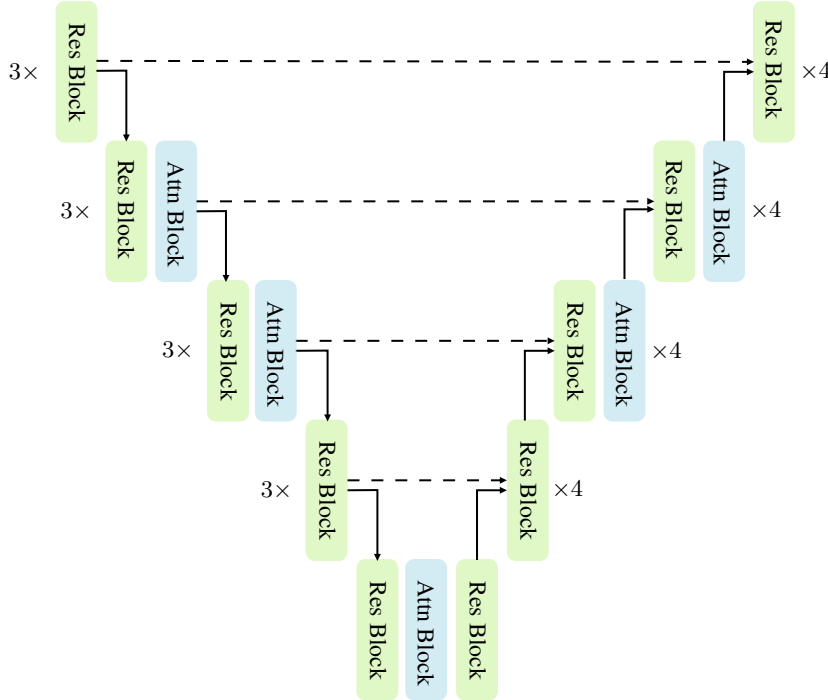 3× Res Block Res Block ×4
3× Res Block Attn Block Res Block Attn Block ×4
3× Res Block Attn Block Res Block Attn Block ×4
3× Res Block Res Block ×4
Res Block Attn Block Res Block